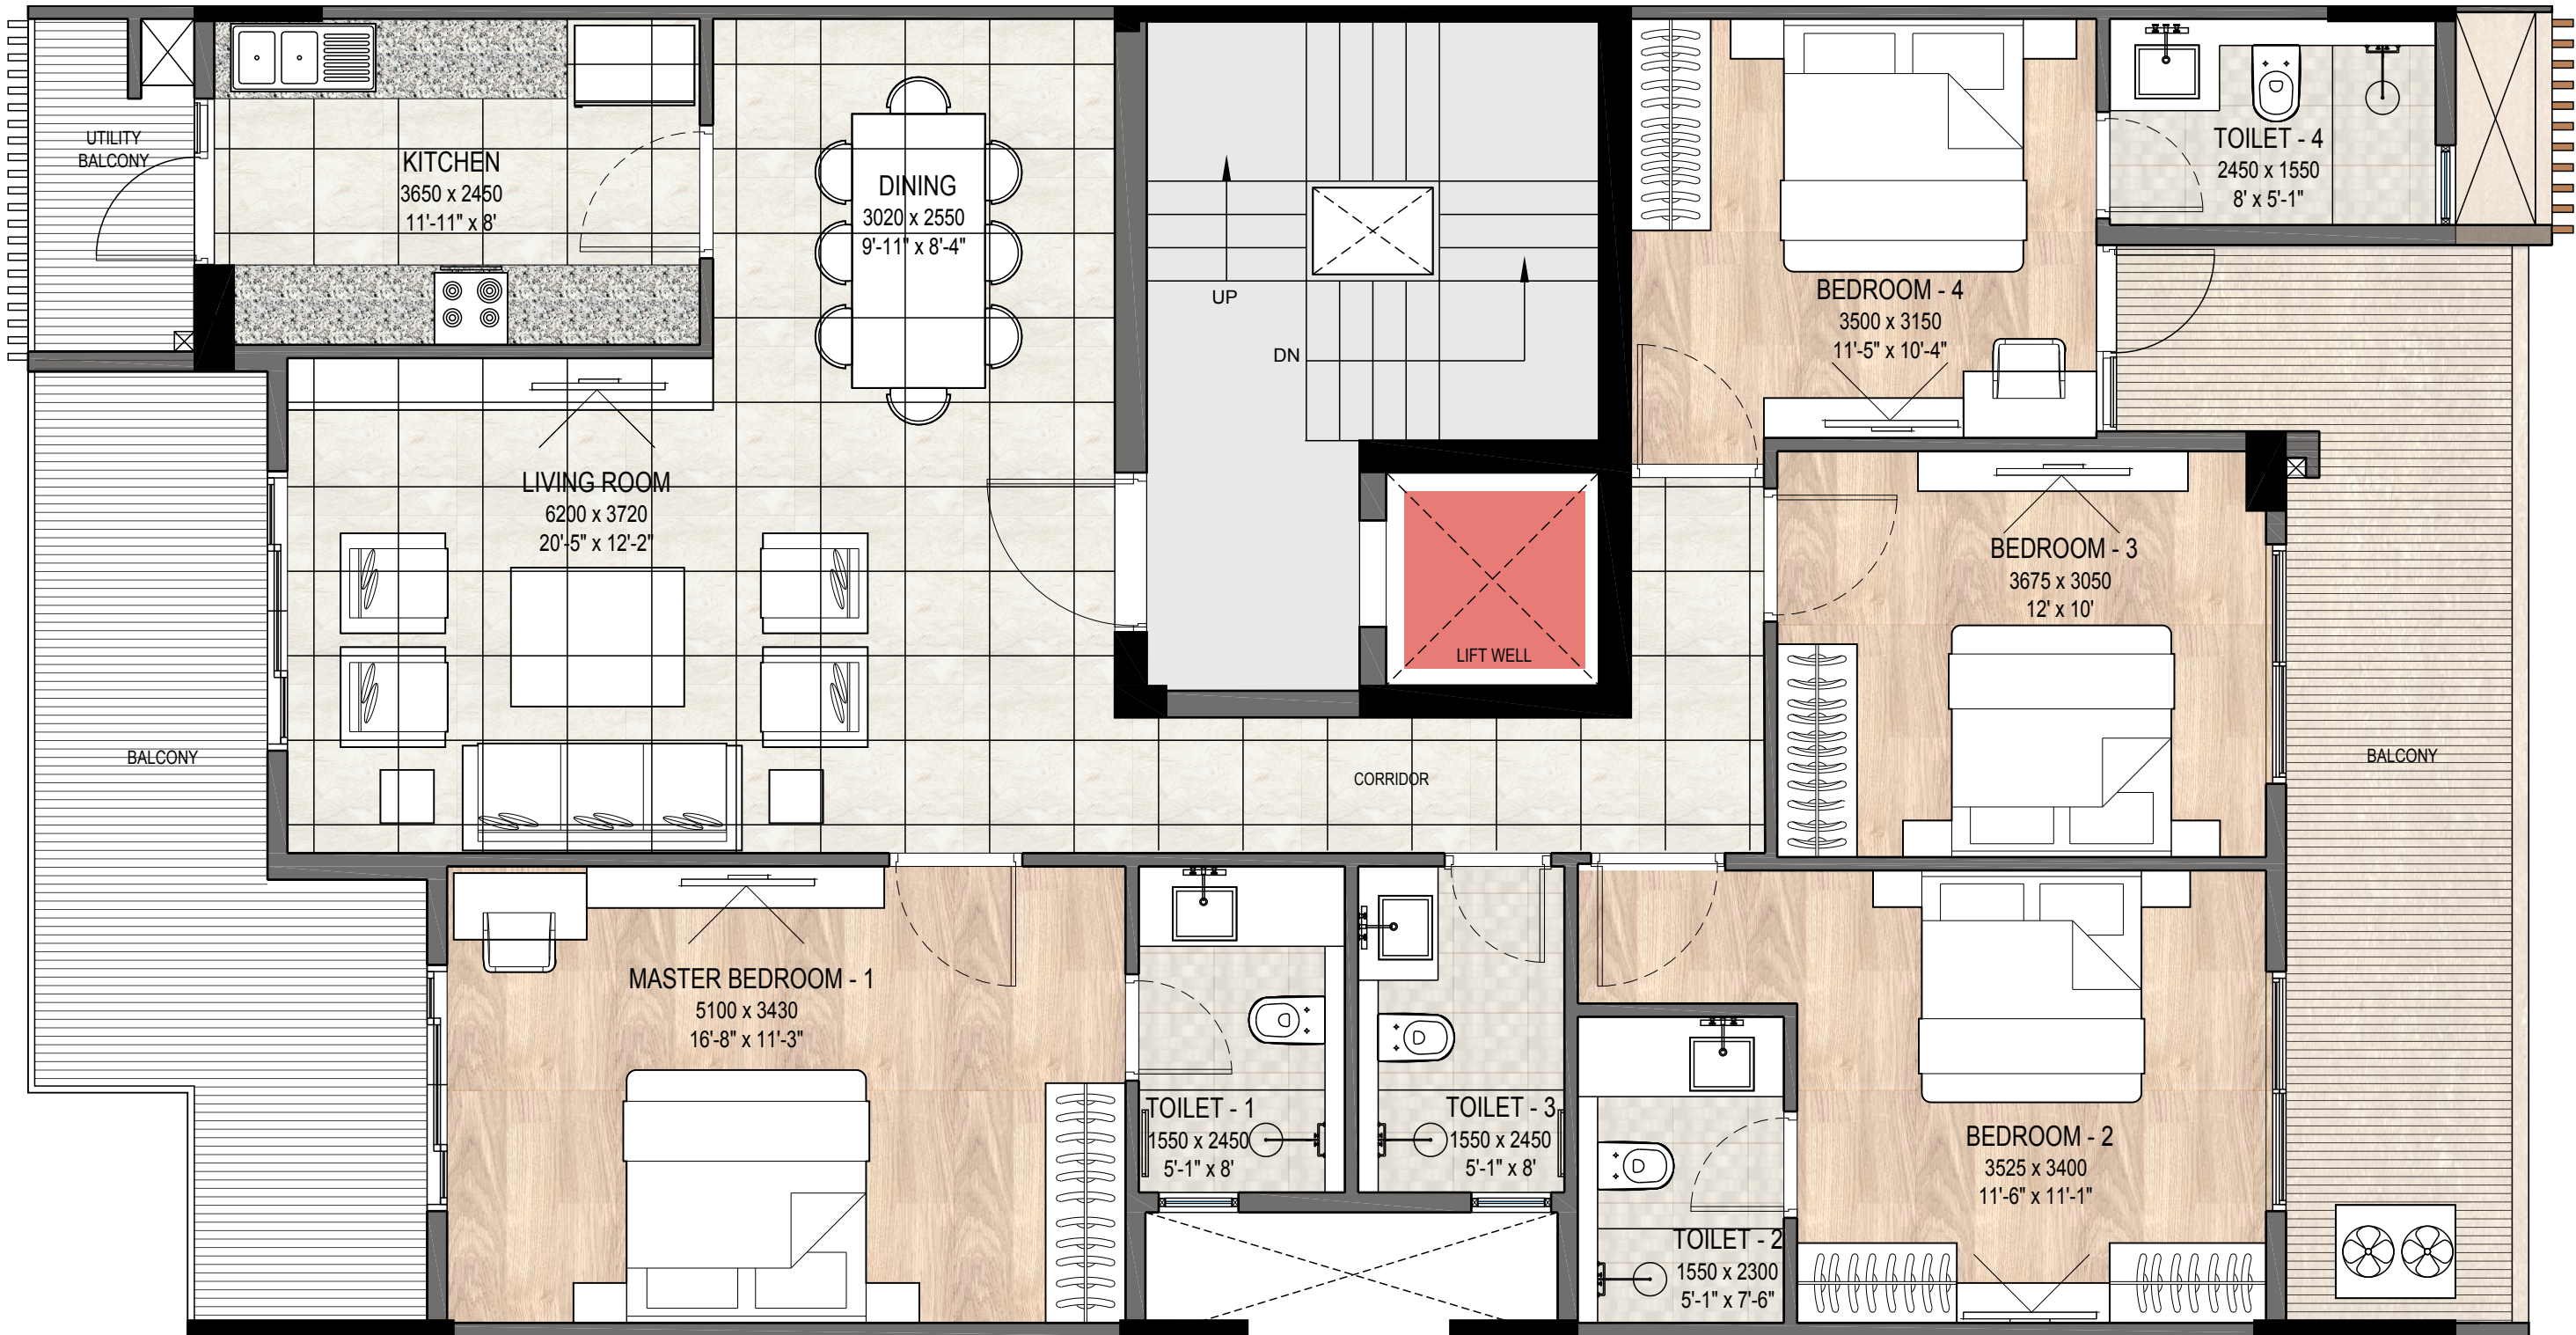 UTILITY
BALCONY
KITCHEN
3650 x 2450
11'-11" x 8'
DINING
3020 x 2550
9'-11" x 8'-4"
UP
DN
BEDROOM - 4
3500 x 3150
11'-5" x 10'-4"
TOILET - 4
2450 x 1550
8' x 5'-1"
LIVING ROOM
6200 x 3720
20'-5" x 12'-2"
LIFT WELL
BEDROOM - 3
3675 x 3050
12' x 10'
BALCONY
CORRIDOR
BALCONY
MASTER BEDROOM - 1
5100 x 3430
16'-8" x 11'-3"
TOILET - 1
1550 x 2450
5'-1" x 8'
TOILET - 3
1550 x 2450
5'-1" x 8'
TOILET - 2
1550 x 2300
5'-1" x 7'-6"
BEDROOM - 2
3525 x 3400
11'-6" x 11'-1"